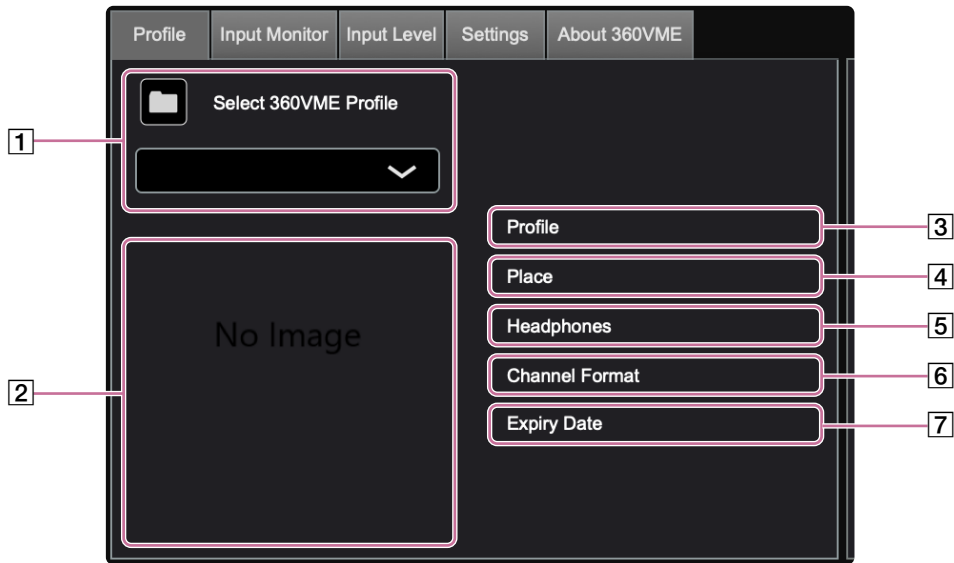 Profile Input Monitor Input Level Settings About 360VME
1 Select 360VME Profile
Profile 3
Place 4
No Image Headphones 5
2 Channel Format 6
Expiry Date 7